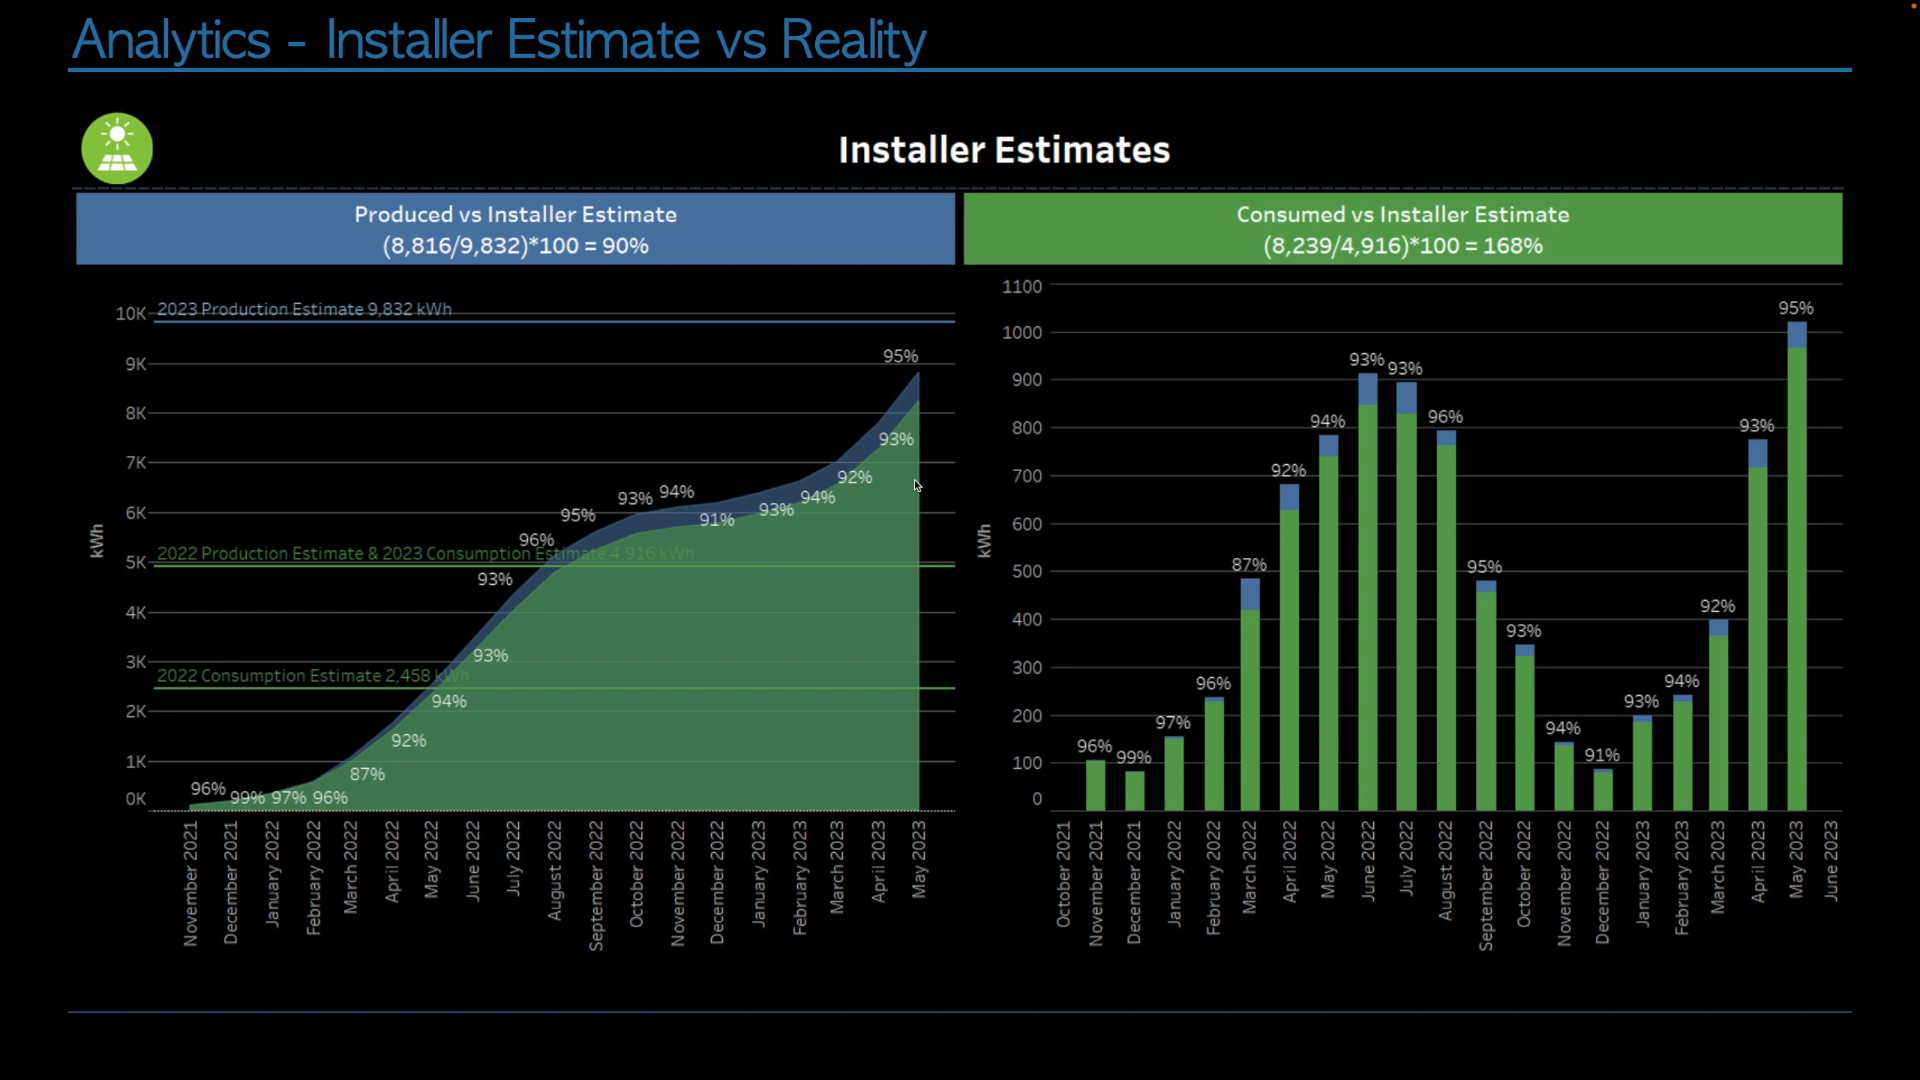 Analytics - Installer Estimate vs Reality
Installer Estimates
Produced vs Installer Estimate
(8,816/9,832)*100 = 90%
Consumed vs Installer Estimate
(8,239/4,916)*100 = 168%
10K
9K
8K
7K
6K
5K
4K
3K
2K
1K
0K
kWh
2023 Production Estimate 9,832 kWh
2022 Production Estimate & 2023 Consumption Estimate 4,916 kWh
2022 Consumption Estimate 2,458 kWh
96%
99%
97%
96%
87%
92%
94%
93%
93%
96%
95%
93%
94%
91%
93%
94%
92%
93%
95%
November 2021
December 2021
January 2022
February 2022
March 2022
April 2022
May 2022
June 2022
July 2022
August 2022
September 2022
October 2022
November 2022
December 2022
January 2023
February 2023
March 2023
April 2023
May 2023
1100
1000
900
800
700
600
500
400
300
200
100
0
kWh
96%
99%
97%
96%
87%
92%
94%
93%
93%
96%
95%
93%
94%
91%
93%
94%
92%
93%
95%
October 2021
November 2021
December 2021
January 2022
February 2022
March 2022
April 2022
May 2022
June 2022
July 2022
August 2022
September 2022
October 2022
November 2022
December 2022
January 2023
February 2023
March 2023
April 2023
May 2023
June 2023